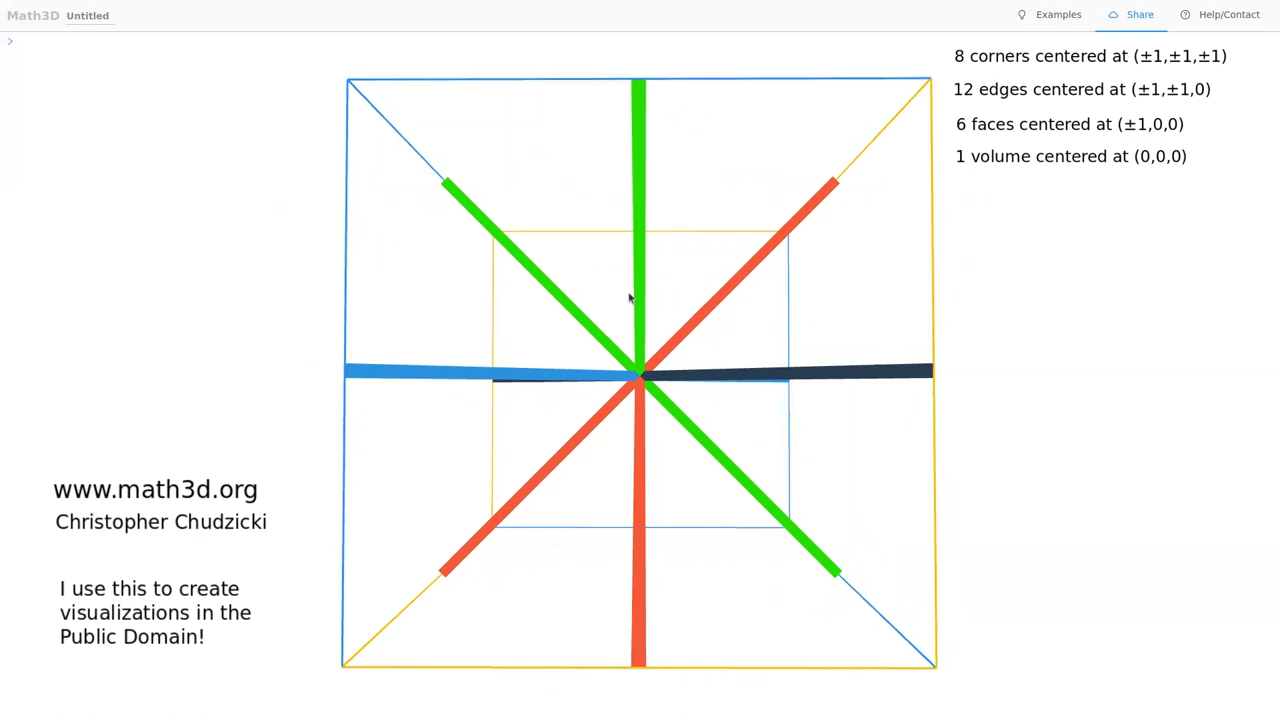 Math3D Untitled Examples Share Help/Contact
>
8 corners centered at (±1,±1,±1)
12 edges centered at (±1,±1,0)
6 faces centered at (±1,0,0)
1 volume centered at (0,0,0)
www.math3d.org
Christopher Chudzicki
I use this to create
visualizations in the
Public Domain!